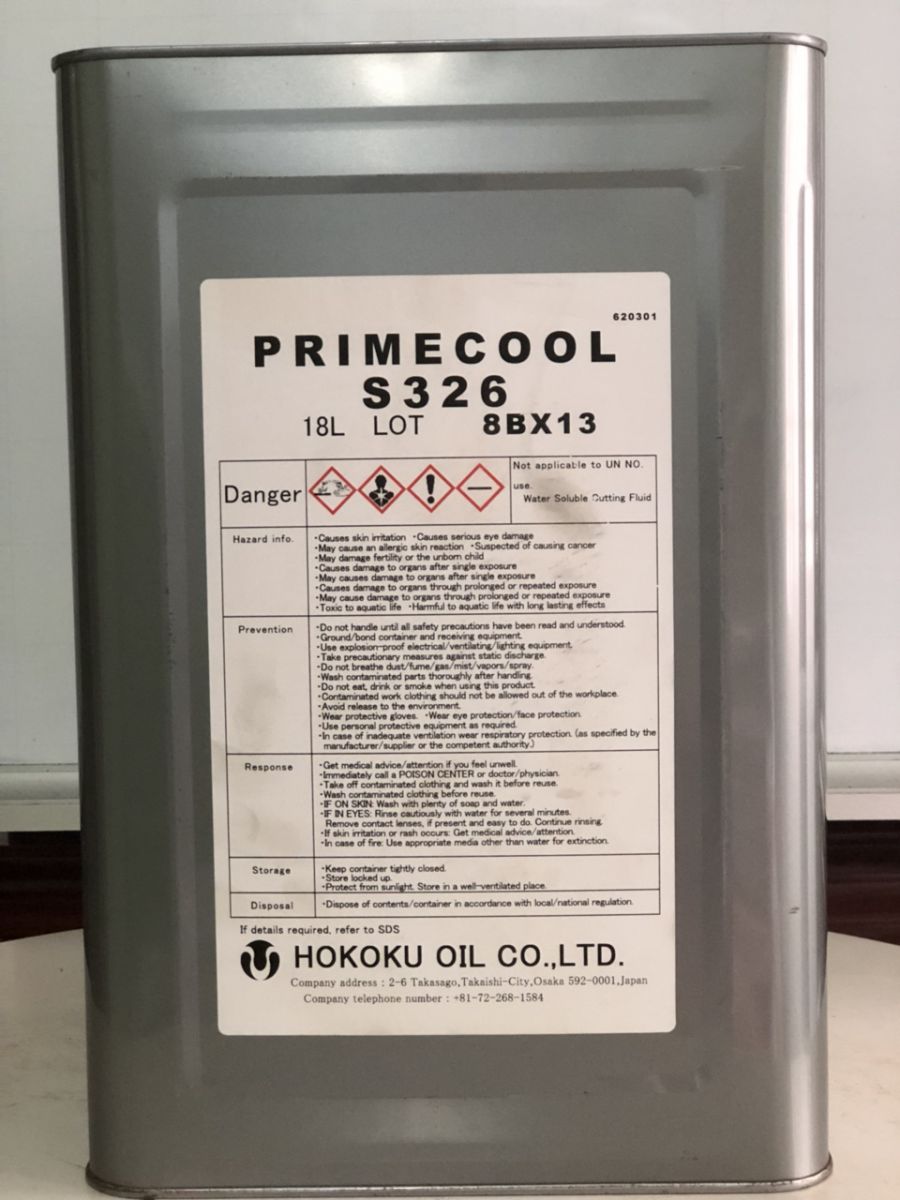 620301
PRIMECOOL
S326
18L LOT 8BX13
Danger
Not applicable to UN NO.
use.
Water Soluble Cutting Fluid
Hazard info.
・Causes skin irritation ・Causes serious eye damage
・May cause an allergic skin reaction ・Suspected of causing cancer
・May damage fertility or the unborn child
・Causes damage to organs after single exposure
・May causes damage to organs after single exposure
・Causes damage to organs through prolonged or repeated exposure
・May cause damage to organs through prolonged or repeated exposure
・Toxic to aquatic life ・Harmful to aquatic life with long lasting effects
Prevention
・Do not handle until all safety precautions have been read and understood.
・Ground/bond container and receiving equipment.
・Use explosion-proof electrical/ventilating/lighting equipment.
・Take precautionary measures against static discharge.
・Do not breathe dust/fume/gas/mist/vapors/spray.
・Wash contaminated parts thoroughly after handling.
・Do not eat, drink or smoke when using this product.
・Contaminated work clothing should not be allowed out of the workplace.
・Avoid release to the environment.
・Wear protective gloves. ・Wear eye protection/face protection.
・Use personal protective equipment as required.
・In case of inadequate ventilation wear respiratory protection. (as specified by the
manufacturer/supplier or the competent authority.)
Response
・Get medical advice/attention if you feel unwell.
・Immediately call a POISON CENTER or doctor/physician.
・Take off contaminated clothing and wash it before reuse.
・Wash contaminated clothing before reuse.
・IF ON SKIN: Wash with plenty of soap and water.
・IF IN EYES: Rinse cautiously with water for several minutes.
Remove contact lenses, if present and easy to do. Continue rinsing.
・If skin irritation or rash occurs: Get medical advice/attention.
・In case of fire: Use appropriate media other than water for extinction.
Storage
・Keep container tightly closed.
・Store locked up.
・Protect from sunlight. Store in a well-ventilated place.
Disposal
・Dispose of contents/container in accordance with local/national regulation.
If details required, refer to SDS
HOKOKU OIL CO.,LTD.
Company address : 2-6 Takasago,Takaishi-City,Osaka 592-0001,Japan
Company telephone number : +81-72-268-1584